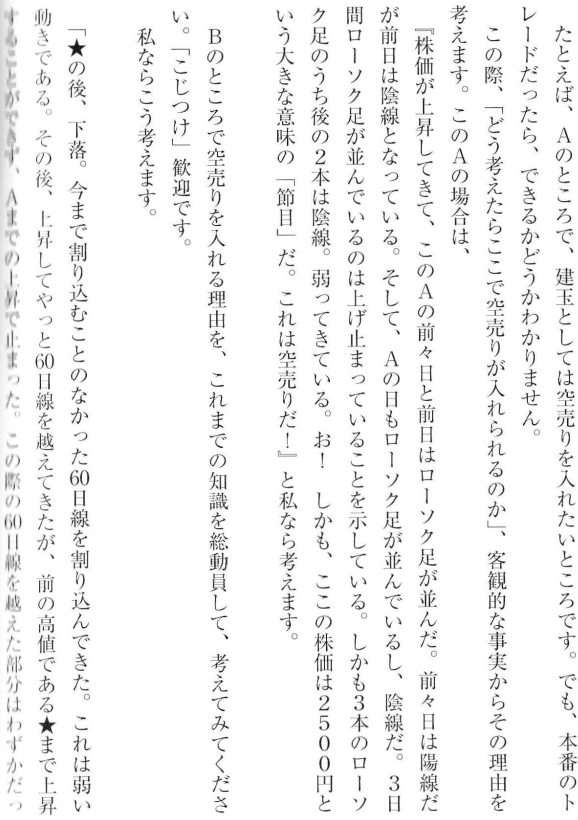 たとえば、Aのところで、建玉としては空売りを入れたいところです。でも、本番のト
レードだったら、できるかどうかわかりません。
この際、「どう考えたらここで空売りが入れられるのか」、客観的な事実からその理由を
考えます。このAの場合は、
『株価が上昇してきて、このAの前々日と前日はローソク足が並んだ。前々日は陽線だ
が前日は陰線となっている。そして、Aの日もローソク足が並んでいるし、陰線だ。3日
間ローソク足が並んでいるのは上げ止まっていることを示している。しかも3本のローソ
ク足のうち後の2本は陰線。弱ってきている。お！　しかも、ここの株価は2500円と
いう大きな意味の「節目」だ。これは空売りだ！』と私なら考えます。
Bのところで空売りを入れる理由を、これまでの知識を総動員して、考えてみてくださ
い。「こじつけ」歓迎です。
私ならこう考えます。
「★の後、下落。今まで割り込むことのなかった60日線を割り込んできた。これは弱い
動きである。その後、上昇してやっと60日線を越えてきたが、前の高値である★まで上昇
することができず、Aまでの上昇で止まった。この際の60日線を越えた部分はわずかだっ